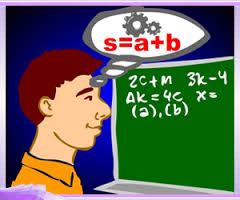 s=a+b
2C+m 3k-4
Ak=4C x=
(a),(b)